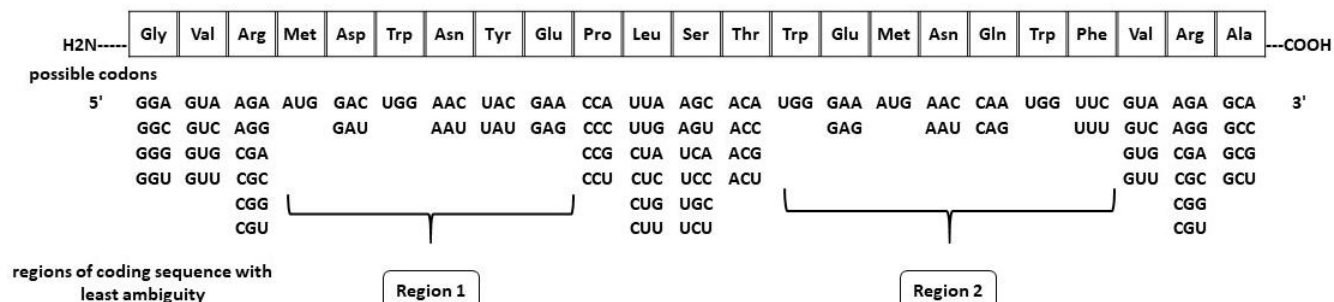 Gly Val Arg Met Asp Trp Asn Tyr Glu Pro Leu Ser Thr Trp Glu Met Asn Gln Trp Phe Val Arg Ala
H2N----- ---COOH
possible codons
5' GGA GUA AGA AUG GAC UGG AAC UAC GAA CCA UUA AGC ACA UGG GAA AUG AAC CAA UGG UUC GUA AGA GCA 3'
GGC GUC AGG GAU AAU UAU GAG CCC UUG AGU ACC GAG AAU CAG UUU GUC AGG GCC
GGG GUG CGA CCG CUA UCA ACG GUG CGA GCG
GGU GUU CGC CCU CUC UCC ACU GUU CGC GCU
CGG CUG UGC CGG
CGU CUU UCU CGU
regions of coding sequence with
least ambiguity
Region 1 Region 2